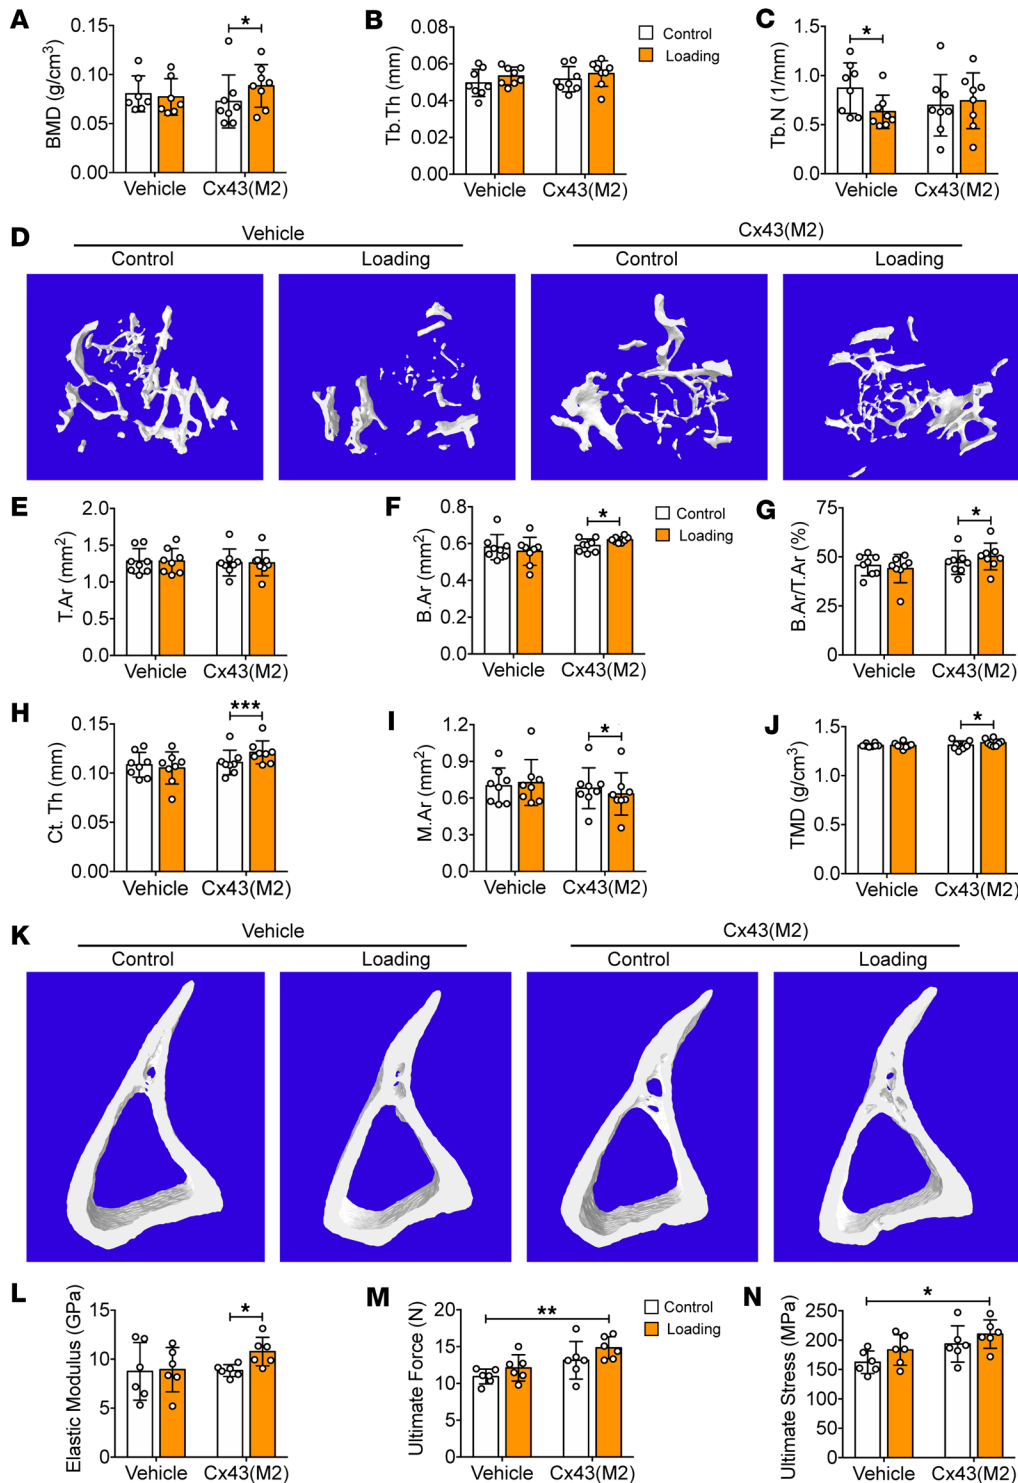 A
BMD (g/cm3)
0.15
0.10
0.05
0.00
*
Vehicle
Cx43(M2)
B
Tb.Th (mm)
0.08
0.06
0.04
0.02
0.00
Vehicle
Cx43(M2)
Control
Loading
C
Tb.N (1/mm)
1.5
1.0
0.5
0.0
*
Vehicle
Cx43(M2)
D
Vehicle
Cx43(M2)
Control
Loading
Control
Loading
E
T.Ar (mm2)
2.0
1.5
1.0
0.5
0.0
Vehicle
Cx43(M2)
F
B.Ar (mm2)
0.8
0.6
0.4
0.2
0.0
*
Vehicle
Cx43(M2)
Control
Loading
G
B.Ar/T.Ar (%)
75
50
25
0
*
Vehicle
Cx43(M2)
H
Ct. Th (mm)
0.15
0.10
0.05
0.00
***
Vehicle
Cx43(M2)
I
M.Ar (mm2)
1.2
0.9
0.6
0.3
0.0
*
Vehicle
Cx43(M2)
J
TMD (g/cm3)
1.5
1.0
0.5
0.0
*
Vehicle
Cx43(M2)
K
Vehicle
Cx43(M2)
Control
Loading
Control
Loading
L
Elastic Modulus (GPa)
15
10
5
0
*
Vehicle
Cx43(M2)
M
Ultimate Force (N)
20
15
10
5
0
**
Vehicle
Cx43(M2)
Control
Loading
N
Ultimate Stress (MPa)
250
200
150
100
50
0
*
Vehicle
Cx43(M2)